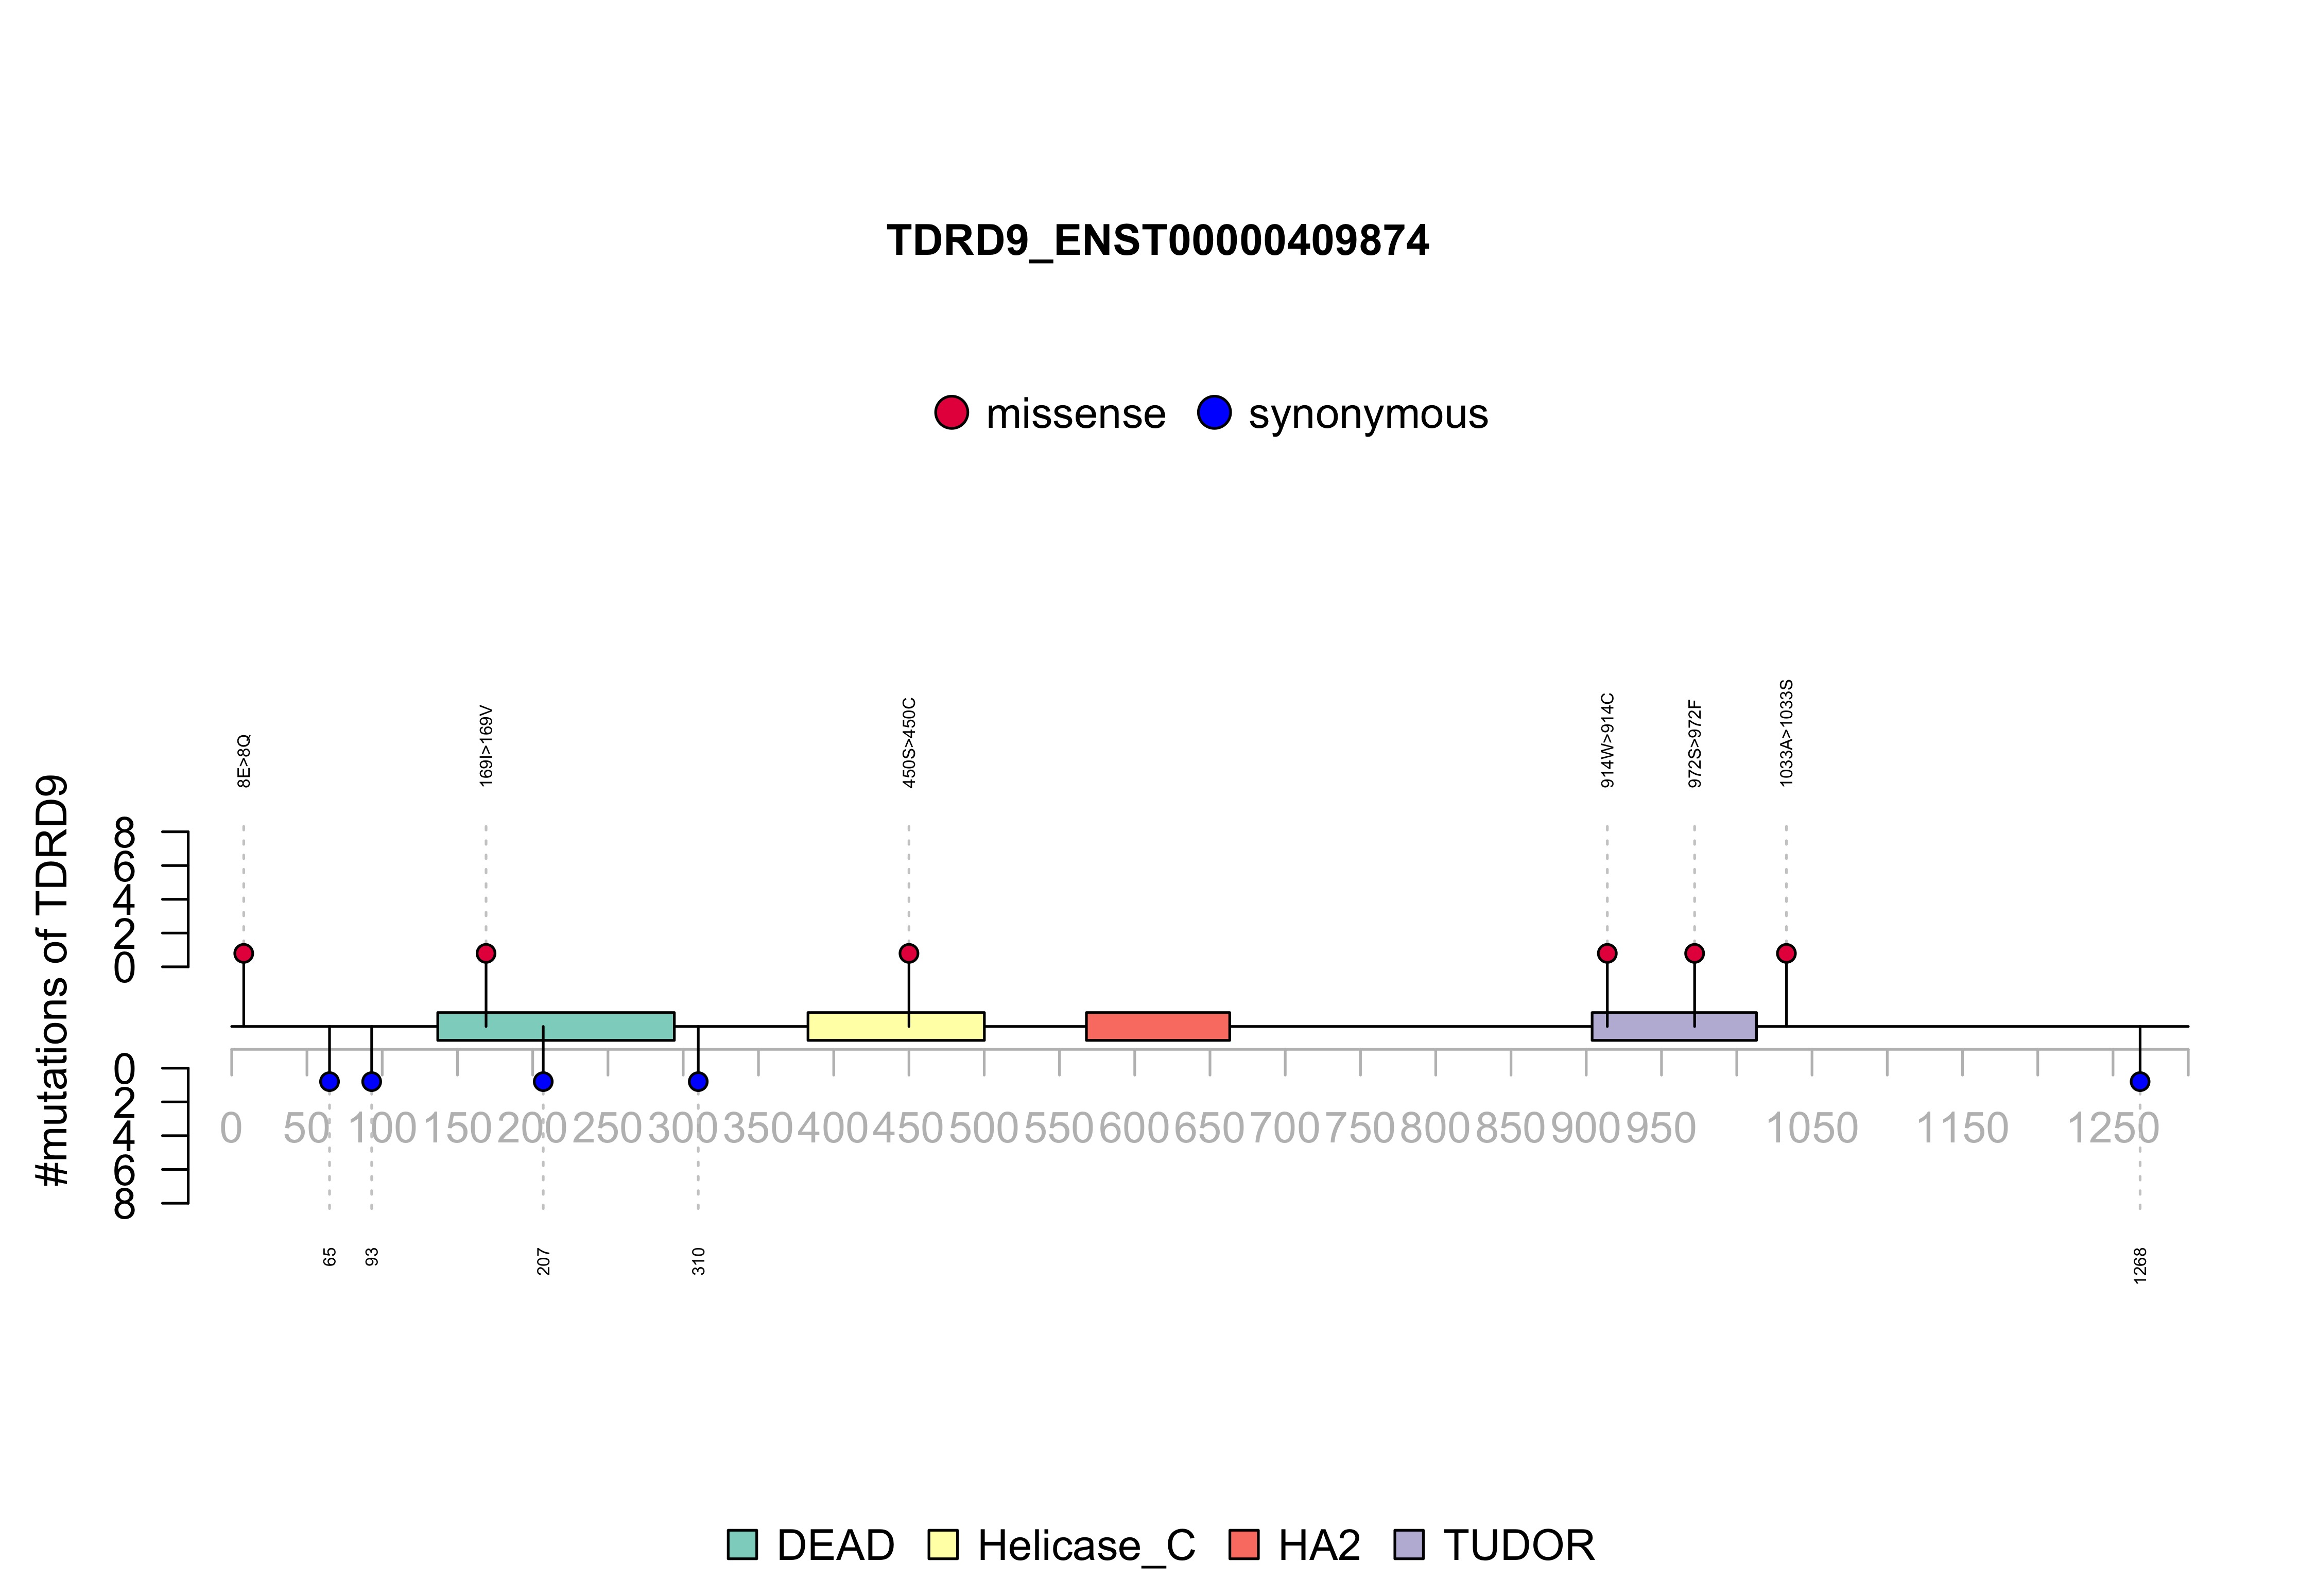 TDRD9_ENST00000409874
missense synonymous
8E>8Q 169I>169V 450S>450C 914W>914C 972S>972F 1033A>1033S
#mutations of TDRD9
8
6
4
2
0
0
2
4
6
8
0 50 100 150 200 250 300 350 400 450 500 550 600 650 700 750 800 850 900 950 1050 1150 1250
65 93 207 310 1268
DEAD Helicase_C HA2 TUDOR